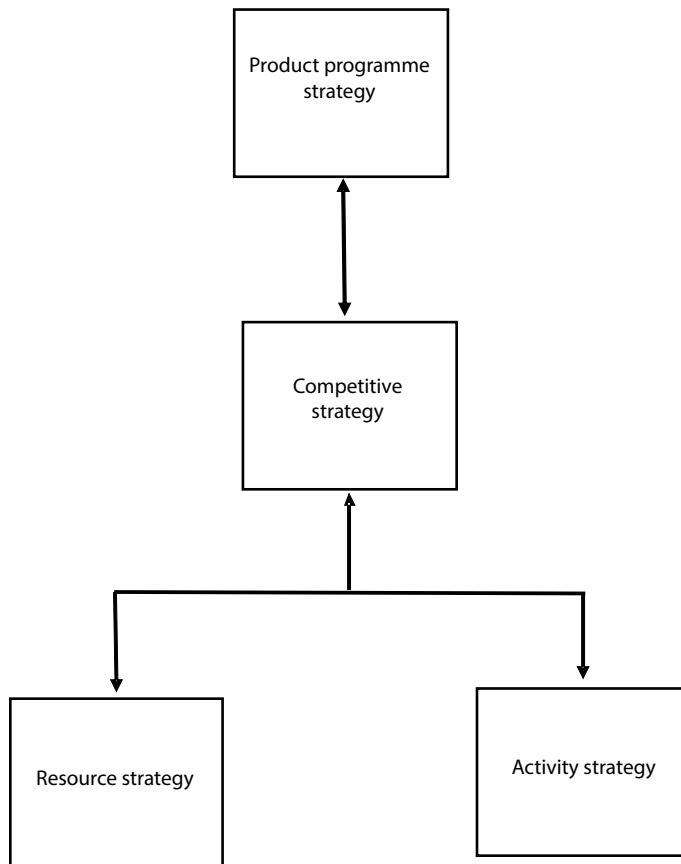 Product programme
strategy
Competitive
strategy
Resource strategy
Activity strategy